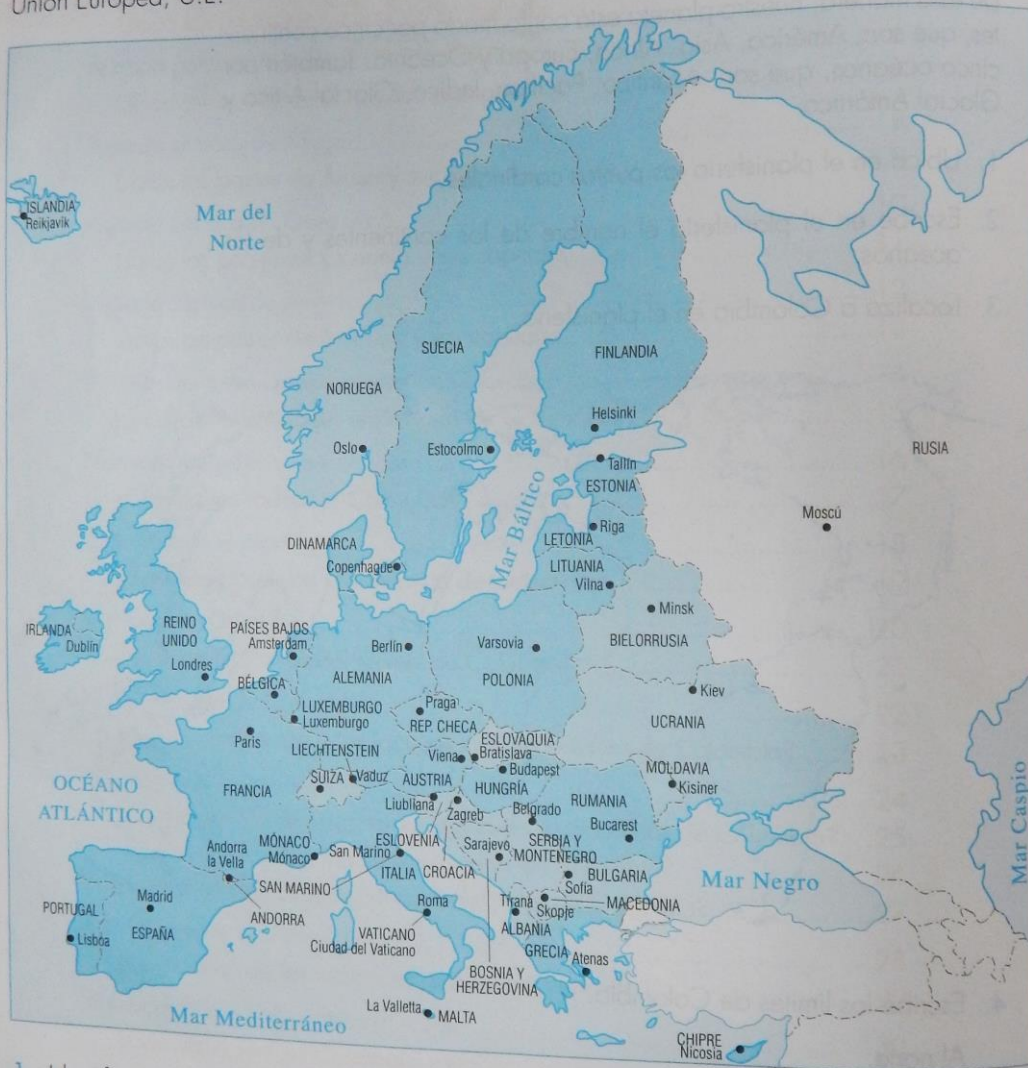 Unión Europea, U.E.
ISLANDIA
Reikjavik
Mar del
Norte
SUECIA
FINLANDIA
NORUEGA
Helsinki
Oslo
Estocolmo
RUSIA
Tallín
ESTONIA
Mar Báltico
Moscú
Riga
LETONIA
DINAMARCA
Copenhague
LITUANIA
Vilna
Minsk
BIELORRUSIA
IRLANDA
Dublín
REINO
UNIDO
Londres
PAÍSES BAJOS
Amsterdam
Berlín
Varsovia
ALEMANIA
POLONIA
BÉLGICA
Kiev
UCRANIA
LUXEMBURGO
Luxemburgo
Praga
REP. CHECA
París
ESLOVAQUIA
Bratislava
LIECHTENSTEIN
Viena
SUIZA
Vaduz
AUSTRIA
Budapest
HUNGRÍA
MOLDAVIA
Kisiner
OCÉANO
ATLÁNTICO
FRANCIA
Liubliana
Zagreb
RUMANIA
Belgrado
Bucarest
Mar Caspio
MÓNACO
Mónaco
San Marino
ESLOVENIA
Sarajevo
SERBIA Y
MONTENEGRO
Andorra
la Vella
ITALIA
CROACIA
BULGARIA
Sofía
Mar Negro
SAN MARINO
Madrid
ANDORRA
Roma
Tirana
Skopje
MACEDONIA
PORTUGAL
Lisboa
ESPAÑA
VATICANO
Ciudad del Vaticano
ALBANIA
GRECIA
Atenas
BOSNIA Y
HERZEGOVINA
La Valletta
MALTA
Mar Mediterráneo
CHIPRE
Nicosia